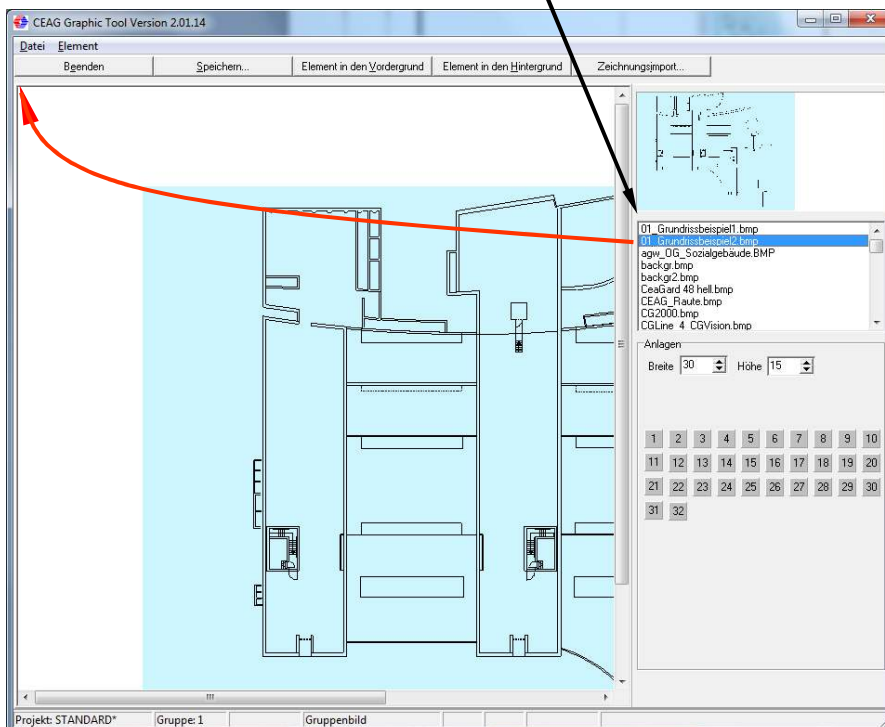 CEAG Graphic Tool Version 2.01.14
Datei Element
Beenden Speichern... Element in den Vordergrund Element in den Hintergrund Zeichnungsimport...
01_Grundrissbeispiel1.bmp
01_Grundrissbeispiel2.bmp
agw_OG_Sozialgebäude.BMP
backgr.bmp
backgr2.bmp
CeaGard 48 hell.bmp
CEAG_Raute.bmp
CG2000.bmp
CGLine_4_CGVision.bmp
Anlagen
Breite 30 Höhe 15
1 2 3 4 5 6 7 8 9 10
11 12 13 14 15 16 17 18 19 20
21 22 23 24 25 26 27 28 29 30
31 32
Projekt: STANDARD* Gruppe: 1 Gruppenbild